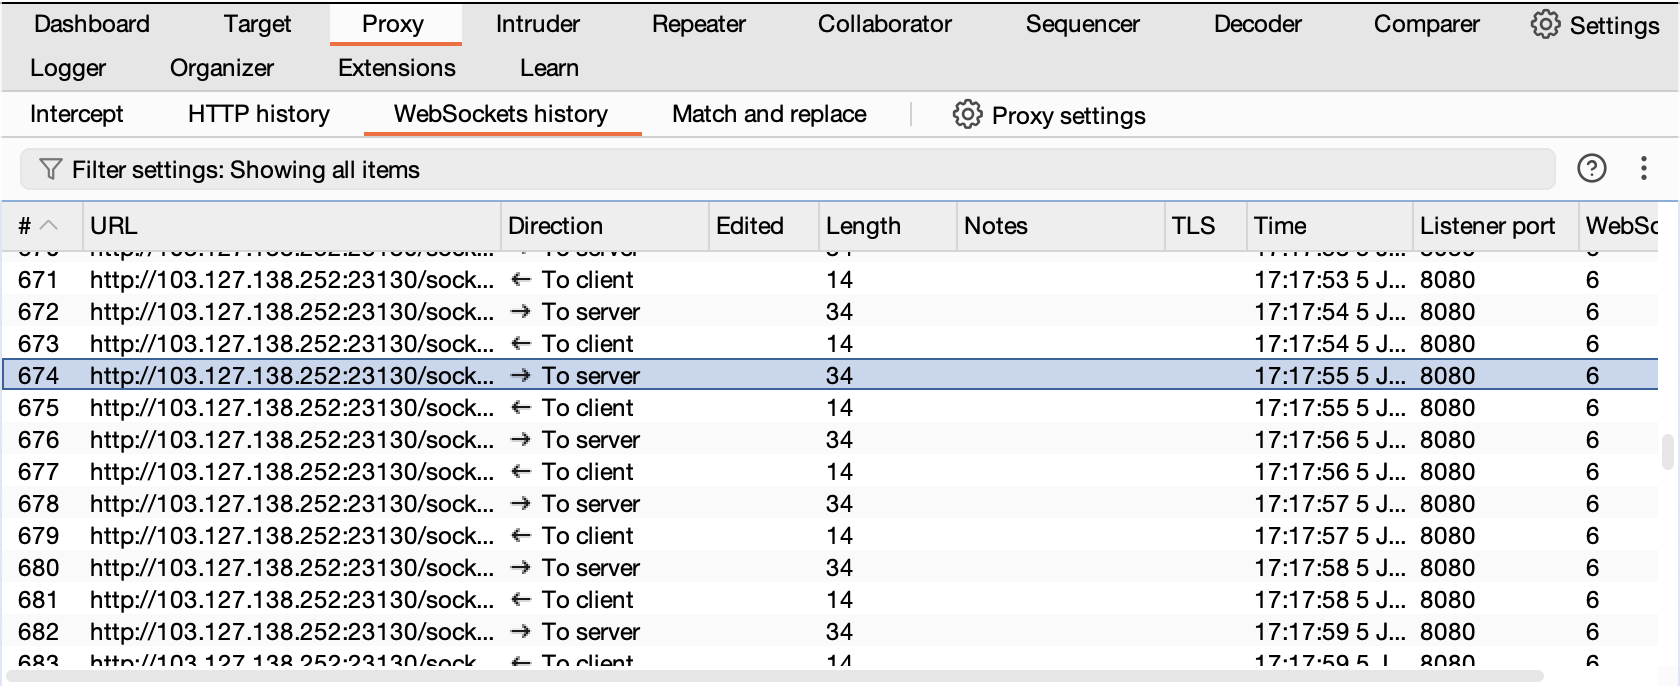 Dashboard Target Proxy Intruder Repeater Collaborator Sequencer Decoder Comparer Settings
Logger Organizer Extensions Learn
Intercept HTTP history WebSockets history Match and replace Proxy settings
Filter settings: Showing all items
# URL Direction Edited Length Notes TLS Time Listener port WebSo
671 http://103.127.138.252:23130/sock... ← To client 14 17:17:53 5 J... 8080 6
672 http://103.127.138.252:23130/sock... → To server 34 17:17:54 5 J... 8080 6
673 http://103.127.138.252:23130/sock... ← To client 14 17:17:54 5 J... 8080 6
674 http://103.127.138.252:23130/sock... → To server 34 17:17:55 5 J... 8080 6
675 http://103.127.138.252:23130/sock... ← To client 14 17:17:55 5 J... 8080 6
676 http://103.127.138.252:23130/sock... → To server 34 17:17:56 5 J... 8080 6
677 http://103.127.138.252:23130/sock... ← To client 14 17:17:56 5 J... 8080 6
678 http://103.127.138.252:23130/sock... → To server 34 17:17:57 5 J... 8080 6
679 http://103.127.138.252:23130/sock... ← To client 14 17:17:57 5 J... 8080 6
680 http://103.127.138.252:23130/sock... → To server 34 17:17:58 5 J... 8080 6
681 http://103.127.138.252:23130/sock... ← To client 14 17:17:58 5 J... 8080 6
682 http://103.127.138.252:23130/sock... → To server 34 17:17:59 5 J... 8080 6
683 http://103.127.138.252:23130/sock ← To client 14 17:17:59 5 J 8080 6